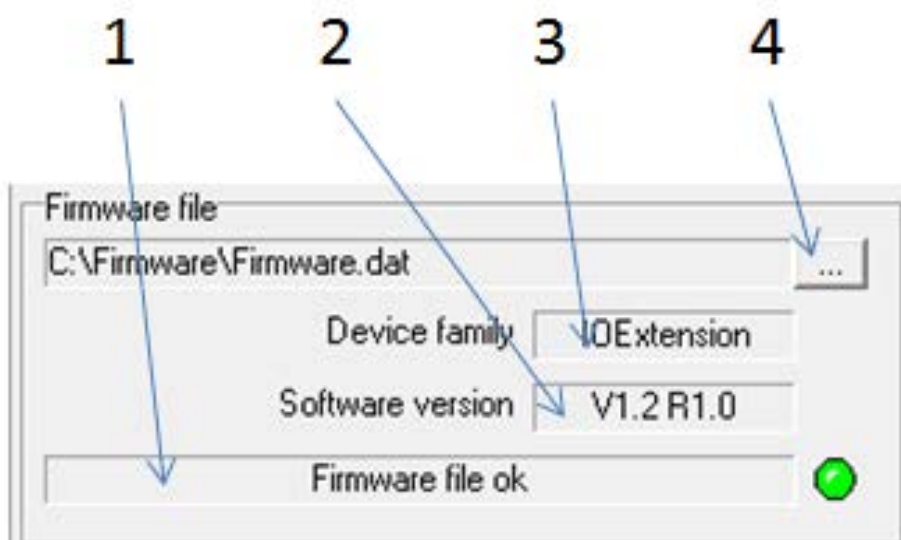 1 2 3 4
Firmware file
C:\Firmware\Firmware.dat ...
Device family IOExtension
Software version V1.2 R1.0
Firmware file ok